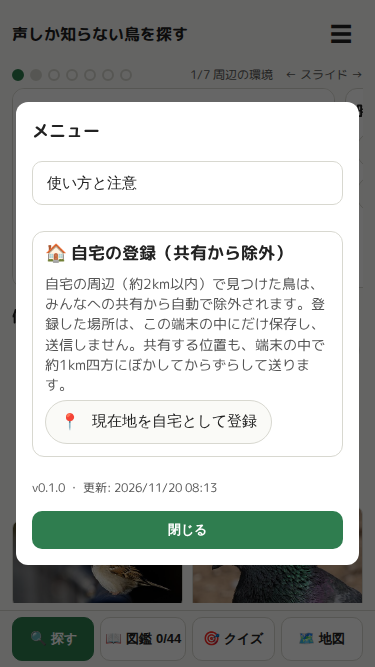 声しか知らない鳥を探す
1/7 周辺の環境 ← スライド →
メニュー
使い方と注意
🏠 自宅の登録（共有から除外）
自宅の周辺（約2km以内）で見つけた鳥は、
みんなへの共有から自動で除外されます。登
録した場所は、この端末の中にだけ保存し、
送信しません。共有する位置も、端末の中で
約1km四方にぼかしてからずらして送りま
す。
📍 現在地を自宅として登録
v0.1.0 · 更新: 2026/11/20 08:13
閉じる
🔍 探す 📖 図鑑 0/44 🎯 クイズ 🗺️ 地図